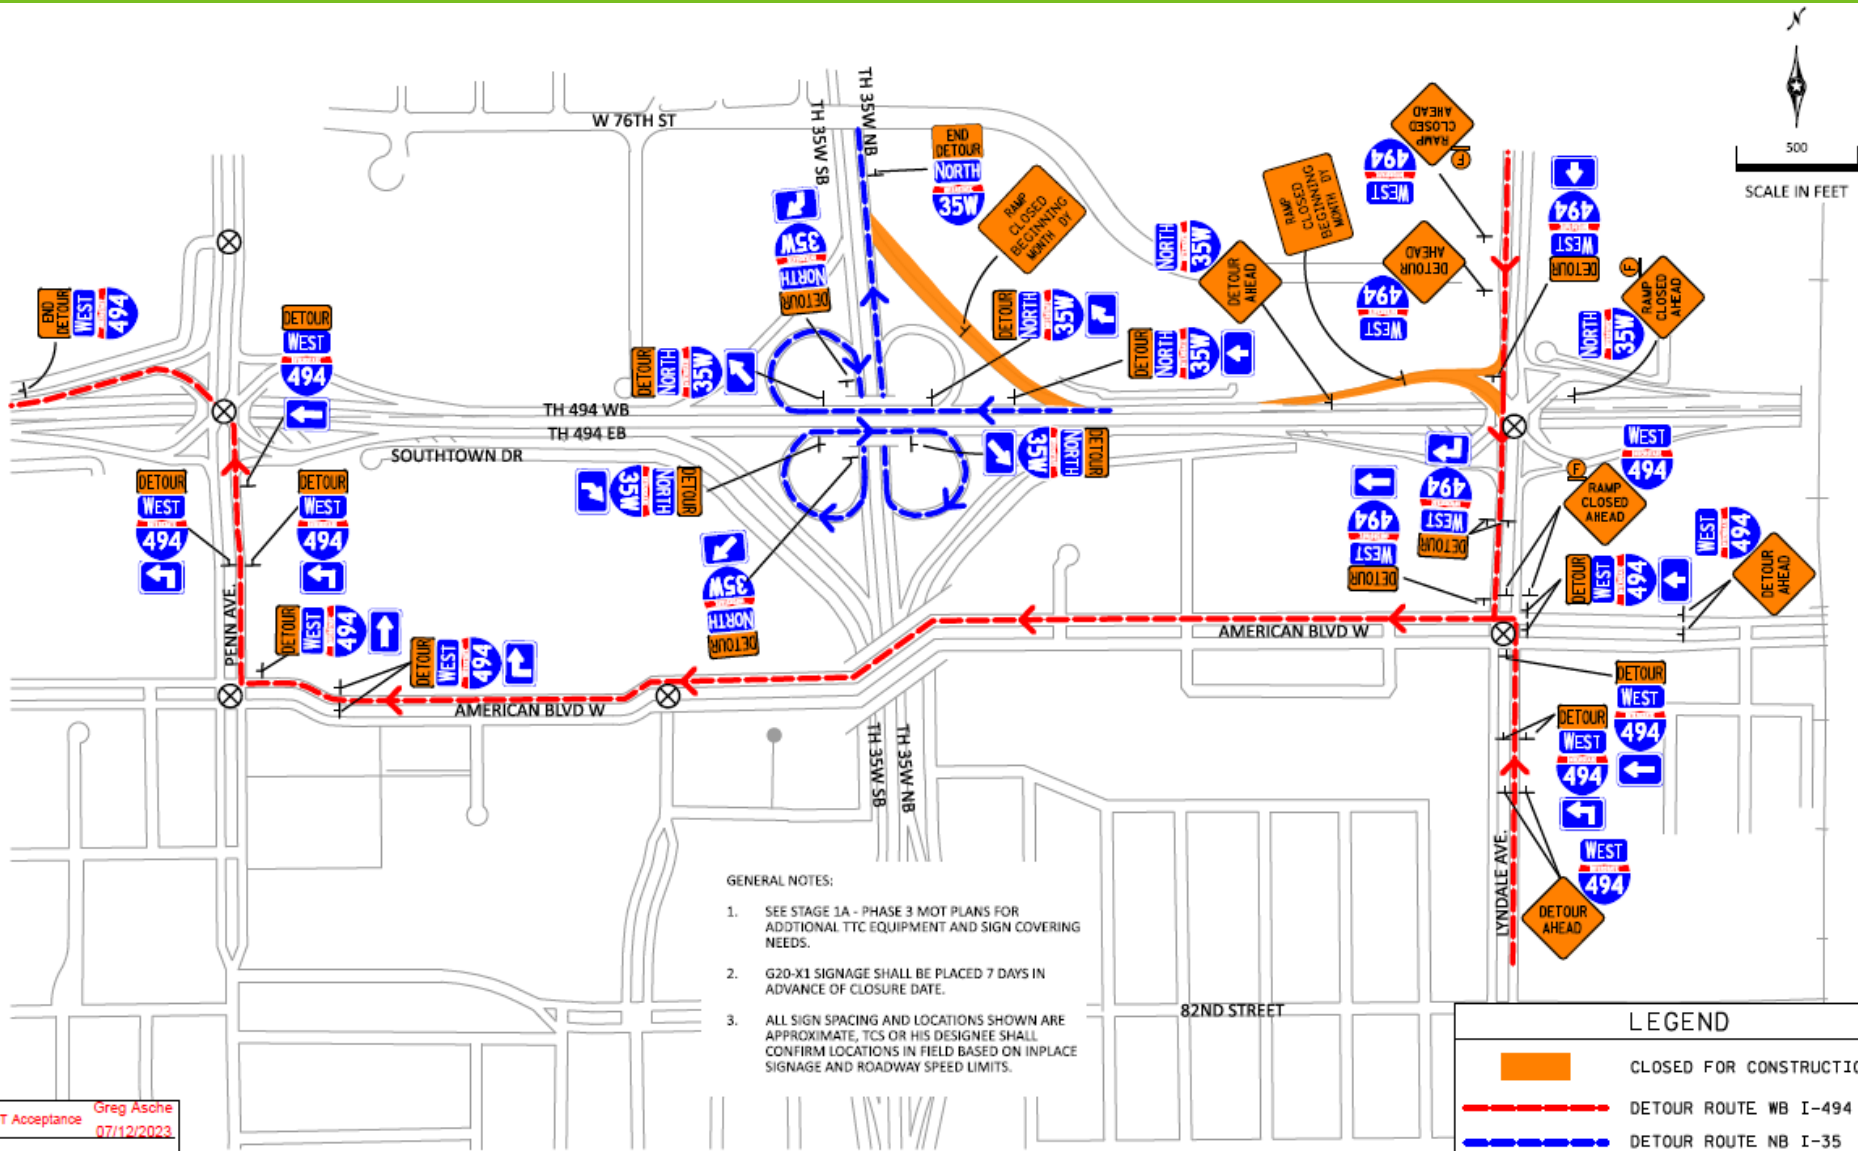 N
500
SCALE IN FEET
W 76TH ST
TH 35W SB
TH 35W NB
END
DETOUR
NORTH
35W
RAMP
CLOSED
BEGINNING
MONTH DY
RAMP
CLOSED
BEGINNING
MONTH DY
RAMP
CLOSED
AHEAD
F
WEST
494
DETOUR
AHEAD
WEST
494
DETOUR
WEST
494
NORTH
35W
DETOUR
AHEAD
RAMP
CLOSED
AHEAD
F
NORTH
35W
DETOUR
NORTH
35W
DETOUR
NORTH
35W
DETOUR
NORTH
35W
DETOUR
NORTH
35W
END
DETOUR
WEST
494
DETOUR
WEST
494
TH 494 WB
TH 494 EB
SOUTHTOWN DR
DETOUR
NORTH
35W
DETOUR
NORTH
35W
DETOUR
NORTH
35W
DETOUR
WEST
494
DETOUR
WEST
494
DETOUR
WEST
494
DETOUR
WEST
494
WEST
494
F
RAMP
CLOSED
AHEAD
DETOUR
WEST
494
WEST
494
DETOUR
AHEAD
PENN AVE.
DETOUR
WEST
494
DETOUR
WEST
494
AMERICAN BLVD W
AMERICAN BLVD W
TH 35W SB
TH 35W NB
DETOUR
WEST
494
DETOUR
WEST
494
WEST
494
DETOUR
AHEAD
LYNDALE AVE.
82ND STREET
GENERAL NOTES:
1. SEE STAGE 1A - PHASE 3 MOT PLANS FOR
ADDTIONAL TTC EQUIPMENT AND SIGN COVERING
NEEDS.
2. G20-X1 SIGNAGE SHALL BE PLACED 7 DAYS IN
ADVANCE OF CLOSURE DATE.
3. ALL SIGN SPACING AND LOCATIONS SHOWN ARE
APPROXIMATE, TCS OR HIS DESIGNEE SHALL
CONFIRM LOCATIONS IN FIELD BASED ON INPLACE
SIGNAGE AND ROADWAY SPEED LIMITS.
LEGEND
CLOSED FOR CONSTRUCTIO
DETOUR ROUTE WB I-494
DETOUR ROUTE NB I-35
T Acceptance
Greg Asche
07/12/2023